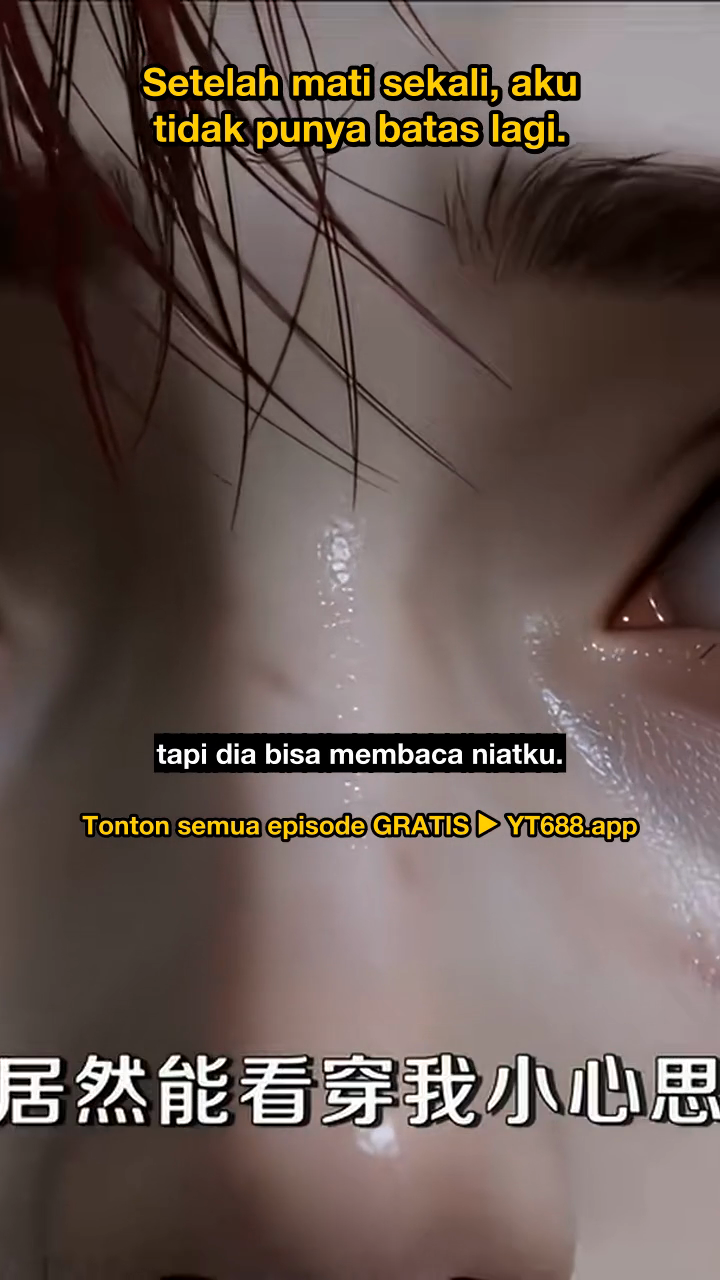 Setelah mati sekali, aku
tidak punya batas lagi.
tapi dia bisa membaca niatku.
Tonton semua episode GRATIS ▶ YT688.app
居然能看穿我小心思